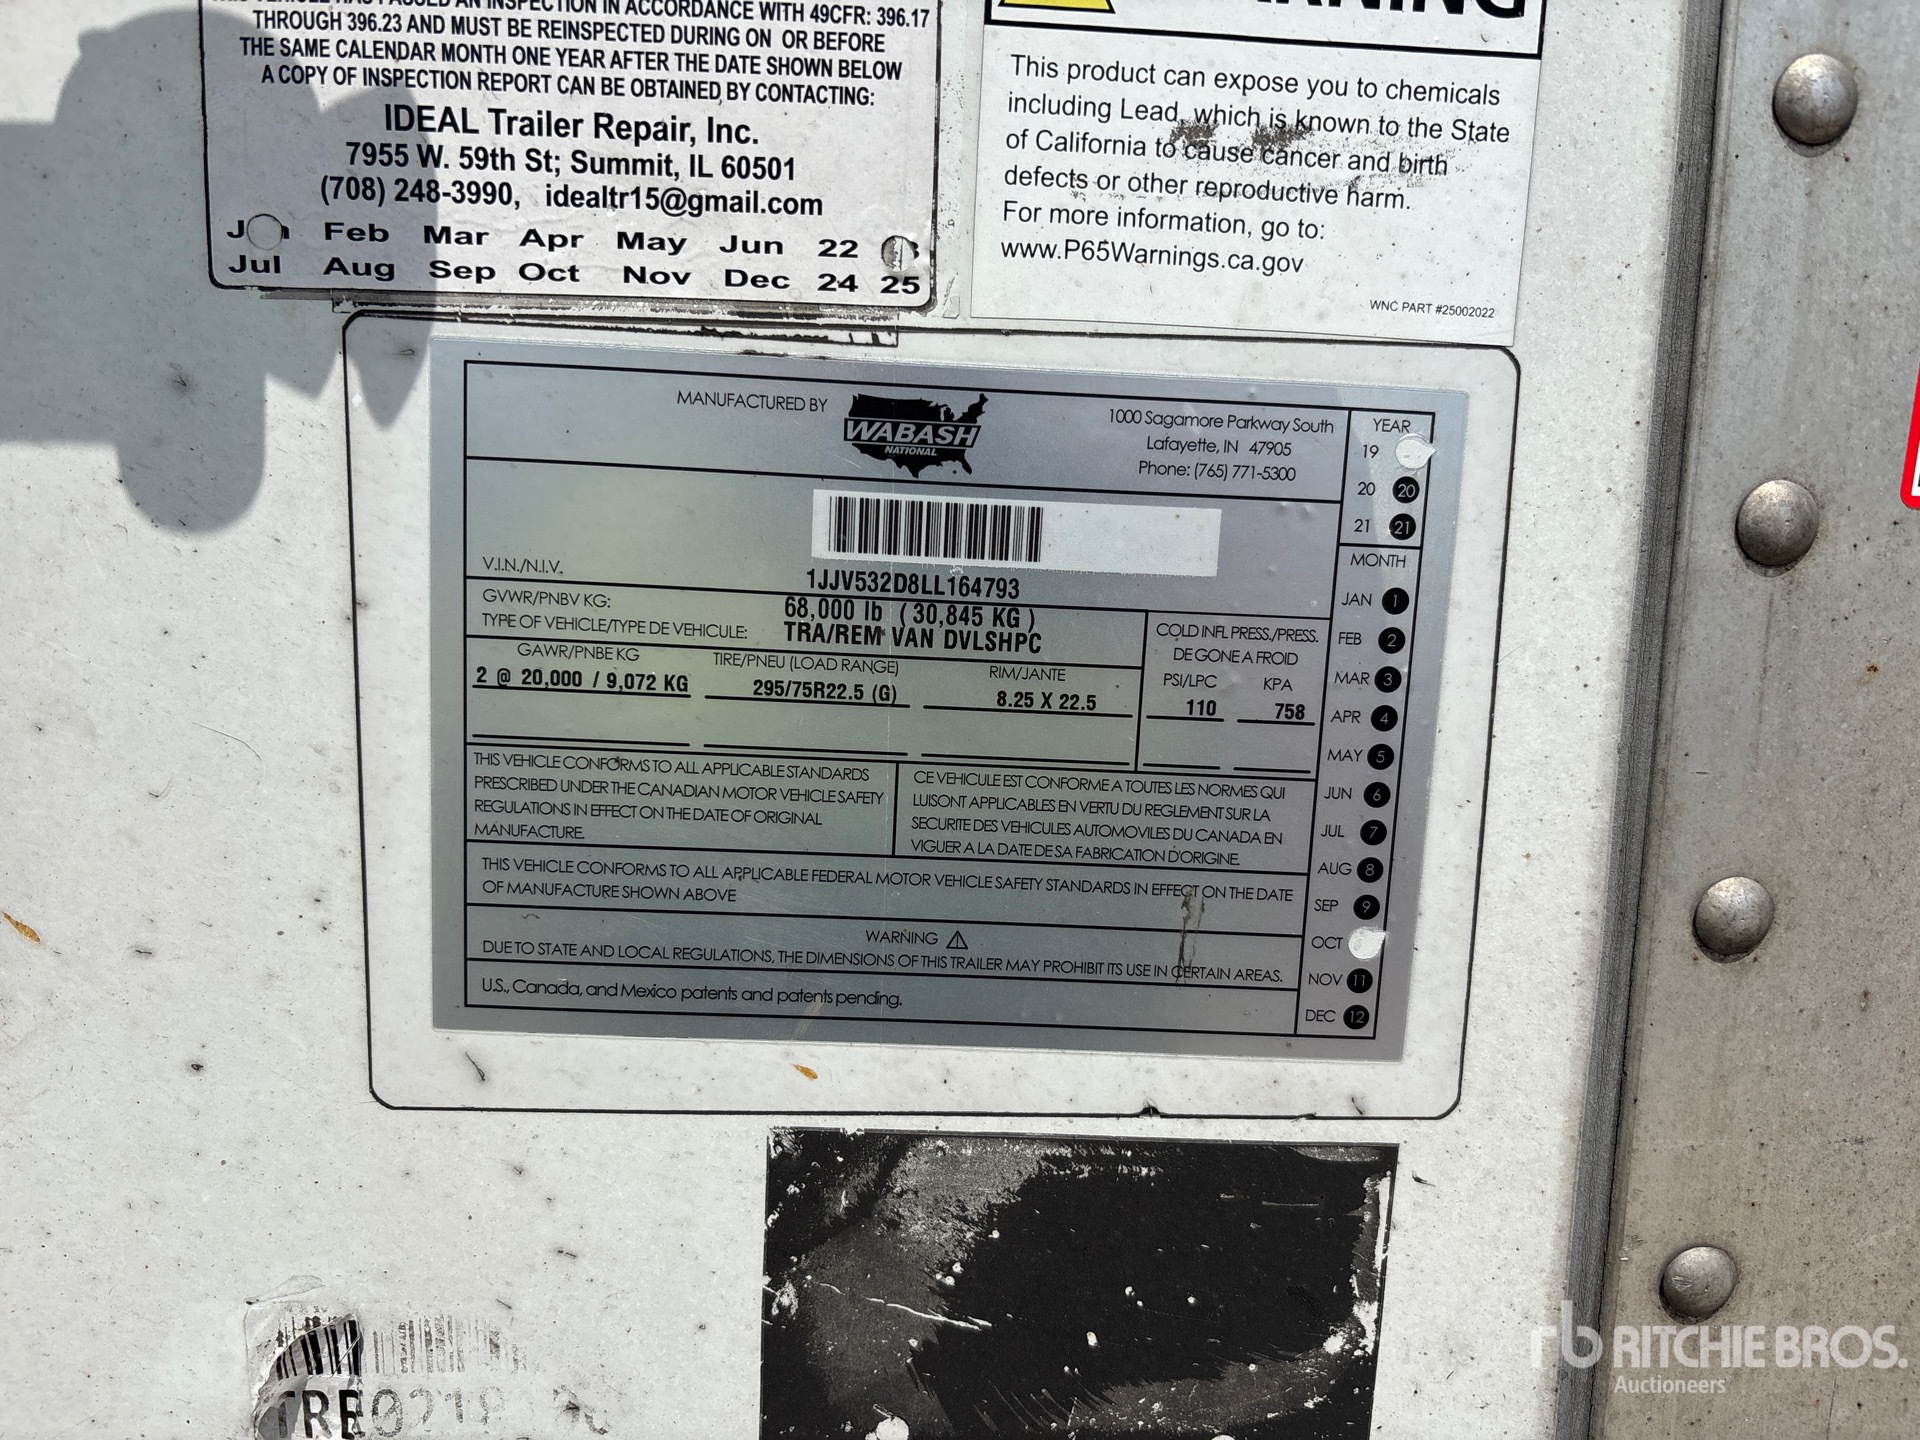 INSPECTION IN ACCORDANCE WITH 49CFR: 396.17
THROUGH 396.23 AND MUST BE REINSPECTED DURING ON OR BEFORE
THE SAME CALENDAR MONTH ONE YEAR AFTER THE DATE SHOWN BELOW
A COPY OF INSPECTION REPORT CAN BE OBTAINED BY CONTACTING:
IDEAL Trailer Repair, Inc.
7955 W. 59th St; Summit, IL 60501
(708) 248-3990, idealtr15@gmail.com
Feb Mar Apr May Jun 22
Jul Aug Sep Oct Nov Dec 24 25
WARNING
This product can expose you to chemicals
including Lead, which is known to the State
of California to cause cancer and birth
defects or other reproductive harm.
For more information, go to:
www.P65Warnings.ca.gov
WNC PART #25002022
MANUFACTURED BY
WABASH
NATIONAL
1000 Sagamore Parkway South
Lafayette, IN 47905
Phone: (765) 771-5300
YEAR
19
20 20
21 21
V.I.N./N.I.V.
1JJV532D8LL164793
GVWR/PNBV KG: 68,000 lb ( 30,845 KG )
TYPE OF VEHICLE/TYPE DE VEHICULE: TRA/REM VAN DVLSHPC
GAWR/PNBE KG TIRE/PNEU (LOAD RANGE) RIM/JANTE
2 @ 20,000 / 9,072 KG 295/75R22.5 (G) 8.25 X 22.5
COLD INFL PRESS./PRESS.
DE GONE A FROID
PSI/LPC KPA
110 758
MONTH
JAN 1
FEB 2
MAR 3
APR 4
MAY 5
JUN 6
JUL 7
AUG 8
SEP 9
OCT
NOV 11
DEC 12
THIS VEHICLE CONFORMS TO ALL APPLICABLE STANDARDS
PRESCRIBED UNDER THE CANADIAN MOTOR VEHICLE SAFETY
REGULATIONS IN EFFECT ON THE DATE OF ORIGINAL
MANUFACTURE.
CE VEHICULE EST CONFORME A TOUTES LES NORMES QUI
LUI SONT APPLICABLES EN VERTU DU REGLEMENT SUR LA
SECURITE DES VEHICULES AUTOMOVILES DU CANADA EN
VIGUER A LA DATE DE SA FABRICATION D'ORIGINE.
THIS VEHICLE CONFORMS TO ALL APPLICABLE FEDERAL MOTOR VEHICLE SAFETY STANDARDS IN EFFECT ON THE DATE
OF MANUFACTURE SHOWN ABOVE
WARNING
DUE TO STATE AND LOCAL REGULATIONS, THE DIMENSIONS OF THIS TRAILER MAY PROHIBIT ITS USE IN CERTAIN AREAS.
U.S., Canada, and Mexico patents and patents pending.
rb RITCHIE BROS.
Auctioneers